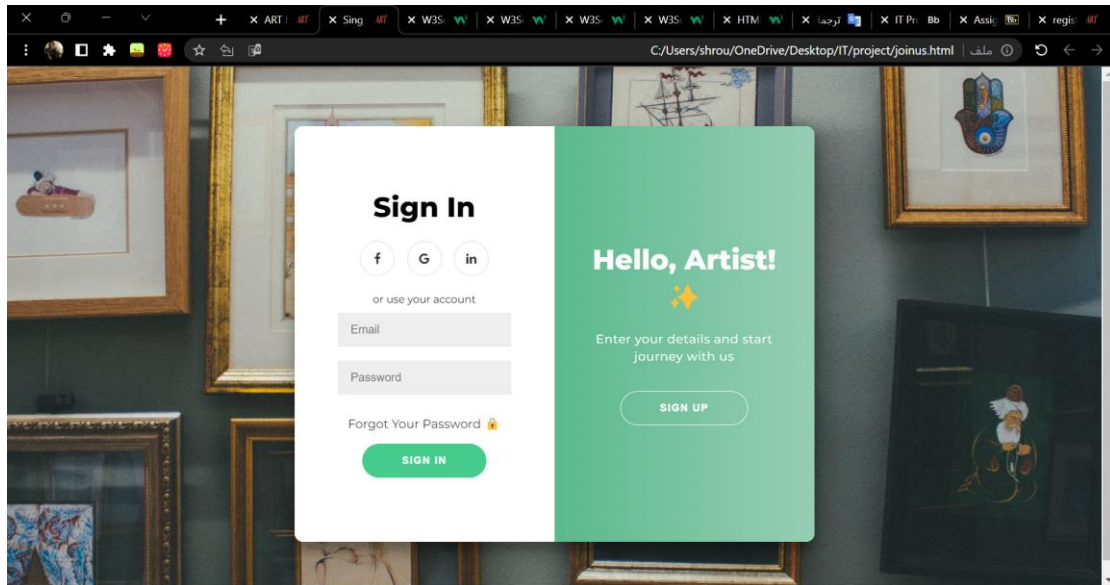 ART
Sing
W3S
W3S
W3S
W3S
HTM
ترجما
IT Pr
Bb
Assig
regis
C:/Users/shrou/OneDrive/Desktop/IT/project/joinus.html
ملف
Sign In
f
G
in
or use your account
Email
Password
Forgot Your Password
SIGN IN
Hello, Artist!
Enter your details and start
journey with us
SIGN UP